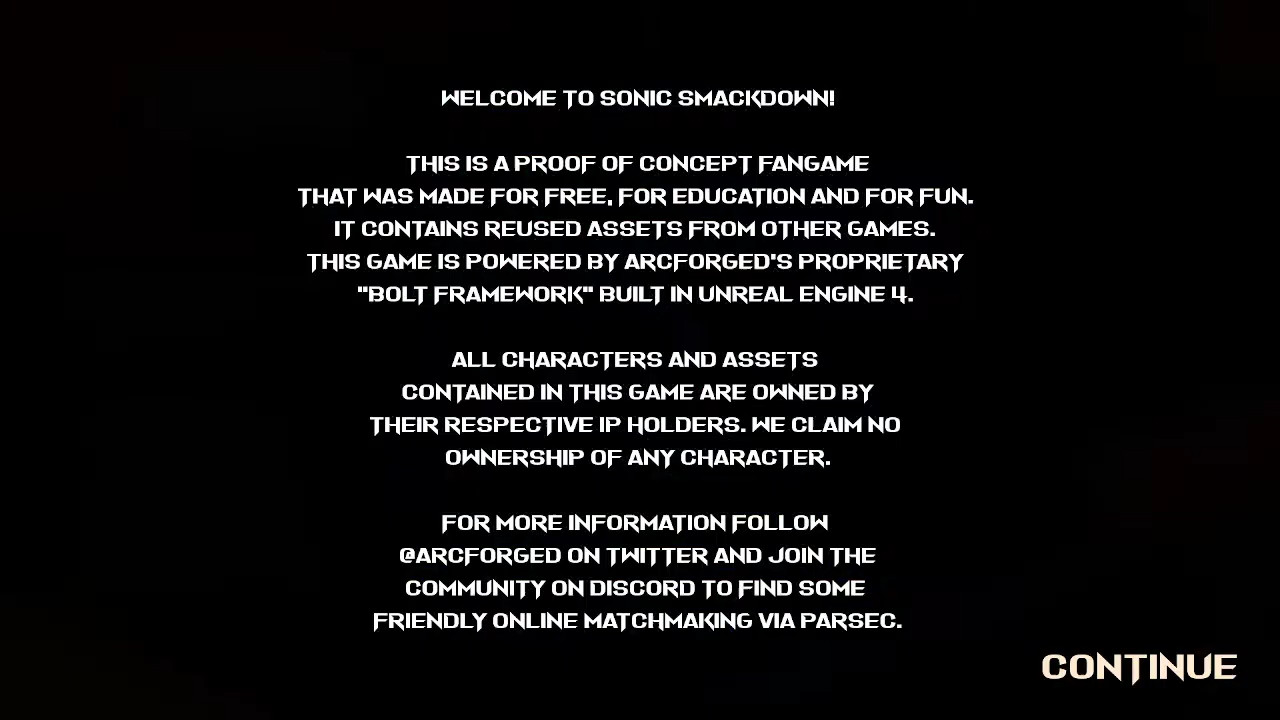 WELCOME TO SONIC SMACKDOWN!
THIS IS A PROOF OF CONCEPT FANGAME
THAT WAS MADE FOR FREE, FOR EDUCATION AND FOR FUN.
IT CONTAINS REUSED ASSETS FROM OTHER GAMES.
THIS GAME IS POWERED BY ARCFORGED'S PROPRIETARY
"BOLT FRAMEWORK" BUILT IN UNREAL ENGINE 4.
ALL CHARACTERS AND ASSETS
CONTAINED IN THIS GAME ARE OWNED BY
THEIR RESPECTIVE IP HOLDERS. WE CLAIM NO
OWNERSHIP OF ANY CHARACTER.
FOR MORE INFORMATION FOLLOW
@ARCFORGED ON TWITTER AND JOIN THE
COMMUNITY ON DISCORD TO FIND SOME
FRIENDLY ONLINE MATCHMAKING VIA PARSEC.
CONTINUE